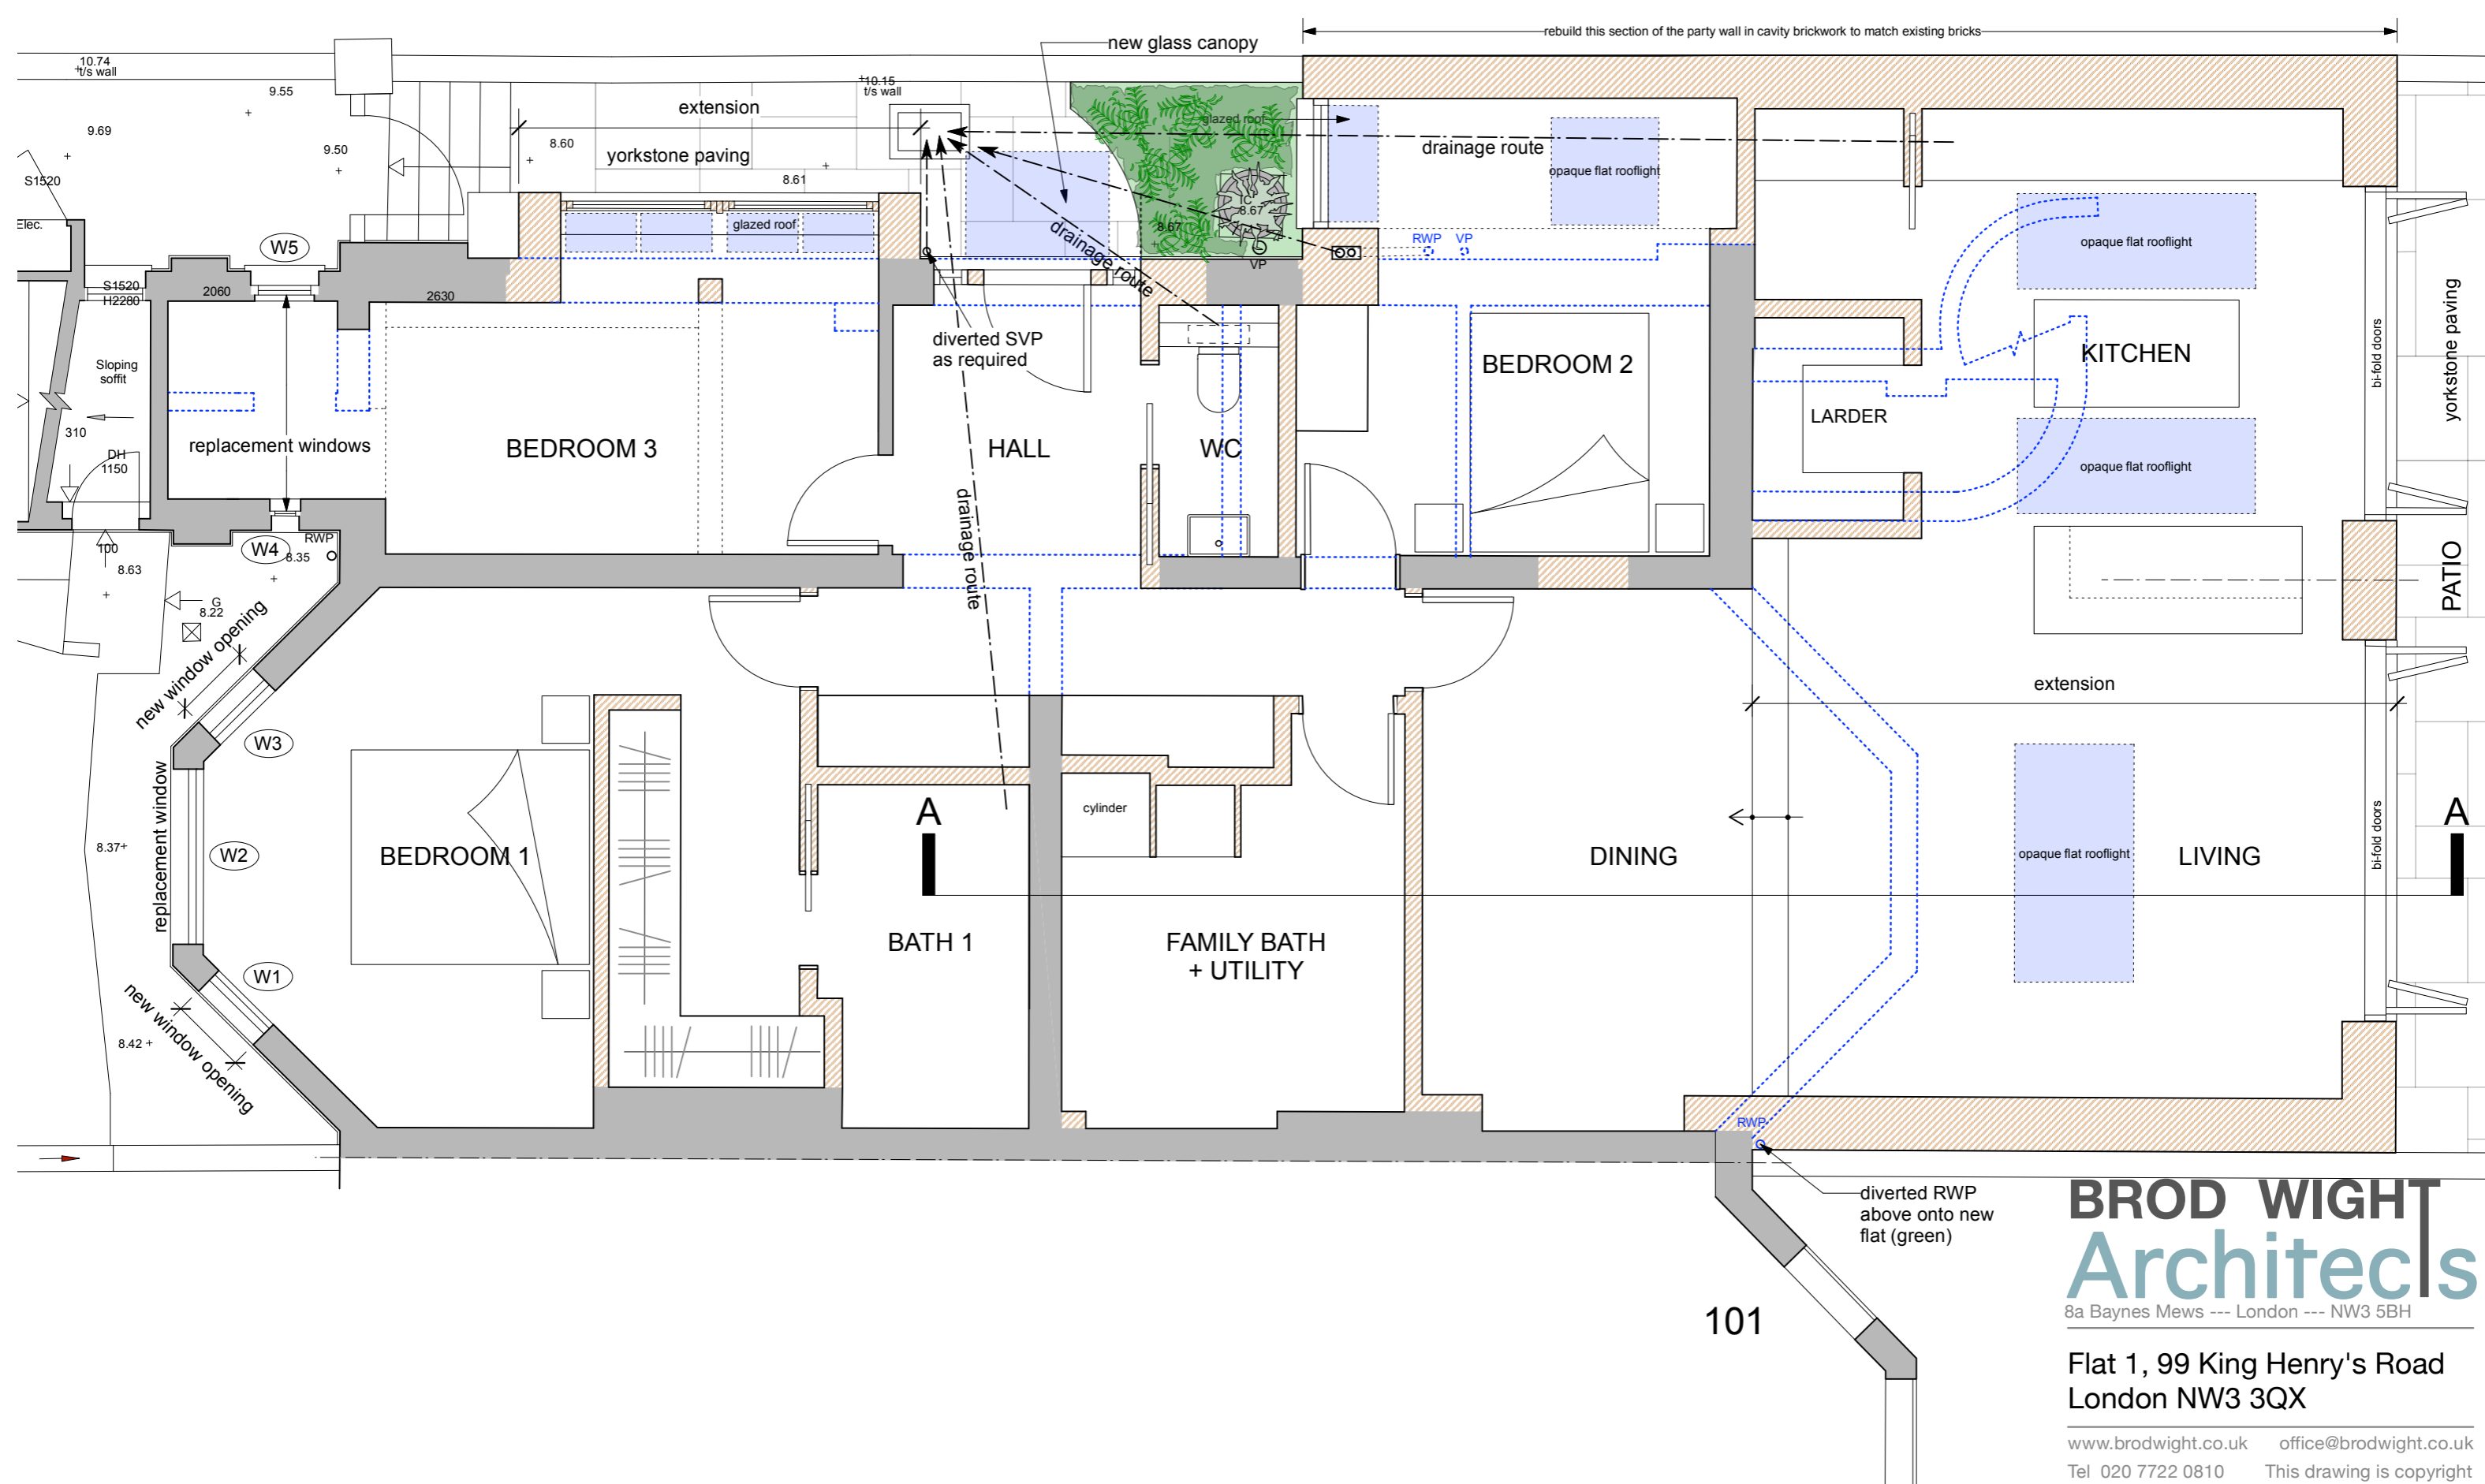 rebuild this section of the party wall in cavity brickwork to match existing bricks
new glass canopy
10.74
t/s wall
9.55
10.15
t/s wall
extension
9.69
9.50
8.60
yorkstone paving
8.61
glazed roof
drainage route
opaque flat rooflight
S1520
Elec.
W5
glazed roof
IC
8.67
8.67
drainage route
VP
RWP
VP
opaque flat rooflight
S1520
H2280
2060
2630
yorkstone paving
bi-fold doors
Sloping
soffit
diverted SVP
as required
BEDROOM 2
KITCHEN
310
replacement windows
BEDROOM 3
HALL
WC
LARDER
DH
1150
opaque flat rooflight
drainage route
W4
RWP
8.35
100
8.63
G
8.22
PATIO
new window opening
extension
W3
replacement window
cylinder
A
A
8.37
W2
BEDROOM 1
DINING
opaque flat rooflight
LIVING
bi-fold doors
BATH 1
FAMILY BATH
+ UTILITY
W1
new window opening
8.42
RWP
diverted RWP
above onto new
flat (green)
101
BROD WIGHT
Architects
8a Baynes Mews --- London --- NW3 5BH
Flat 1, 99 King Henry's Road
London NW3 3QX
www.brodwight.co.uk office@brodwight.co.uk
Tel 020 7722 0810 This drawing is copyright